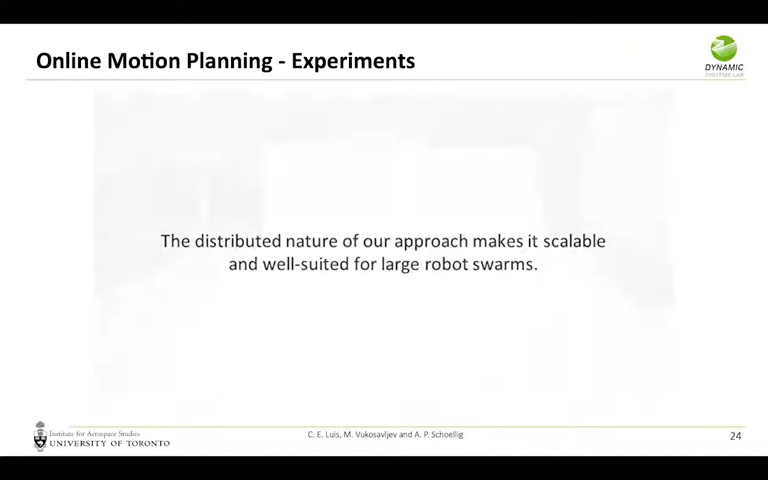 Online Motion Planning - Experiments
DYNAMIC
SYSTEMS LAB
The distributed nature of our approach makes it scalable
and well-suited for large robot swarms.
Institute for Aerospace Studies
UNIVERSITY OF TORONTO
C. E. Luis, M. Vukosavljev and A. P. Schoellig
24